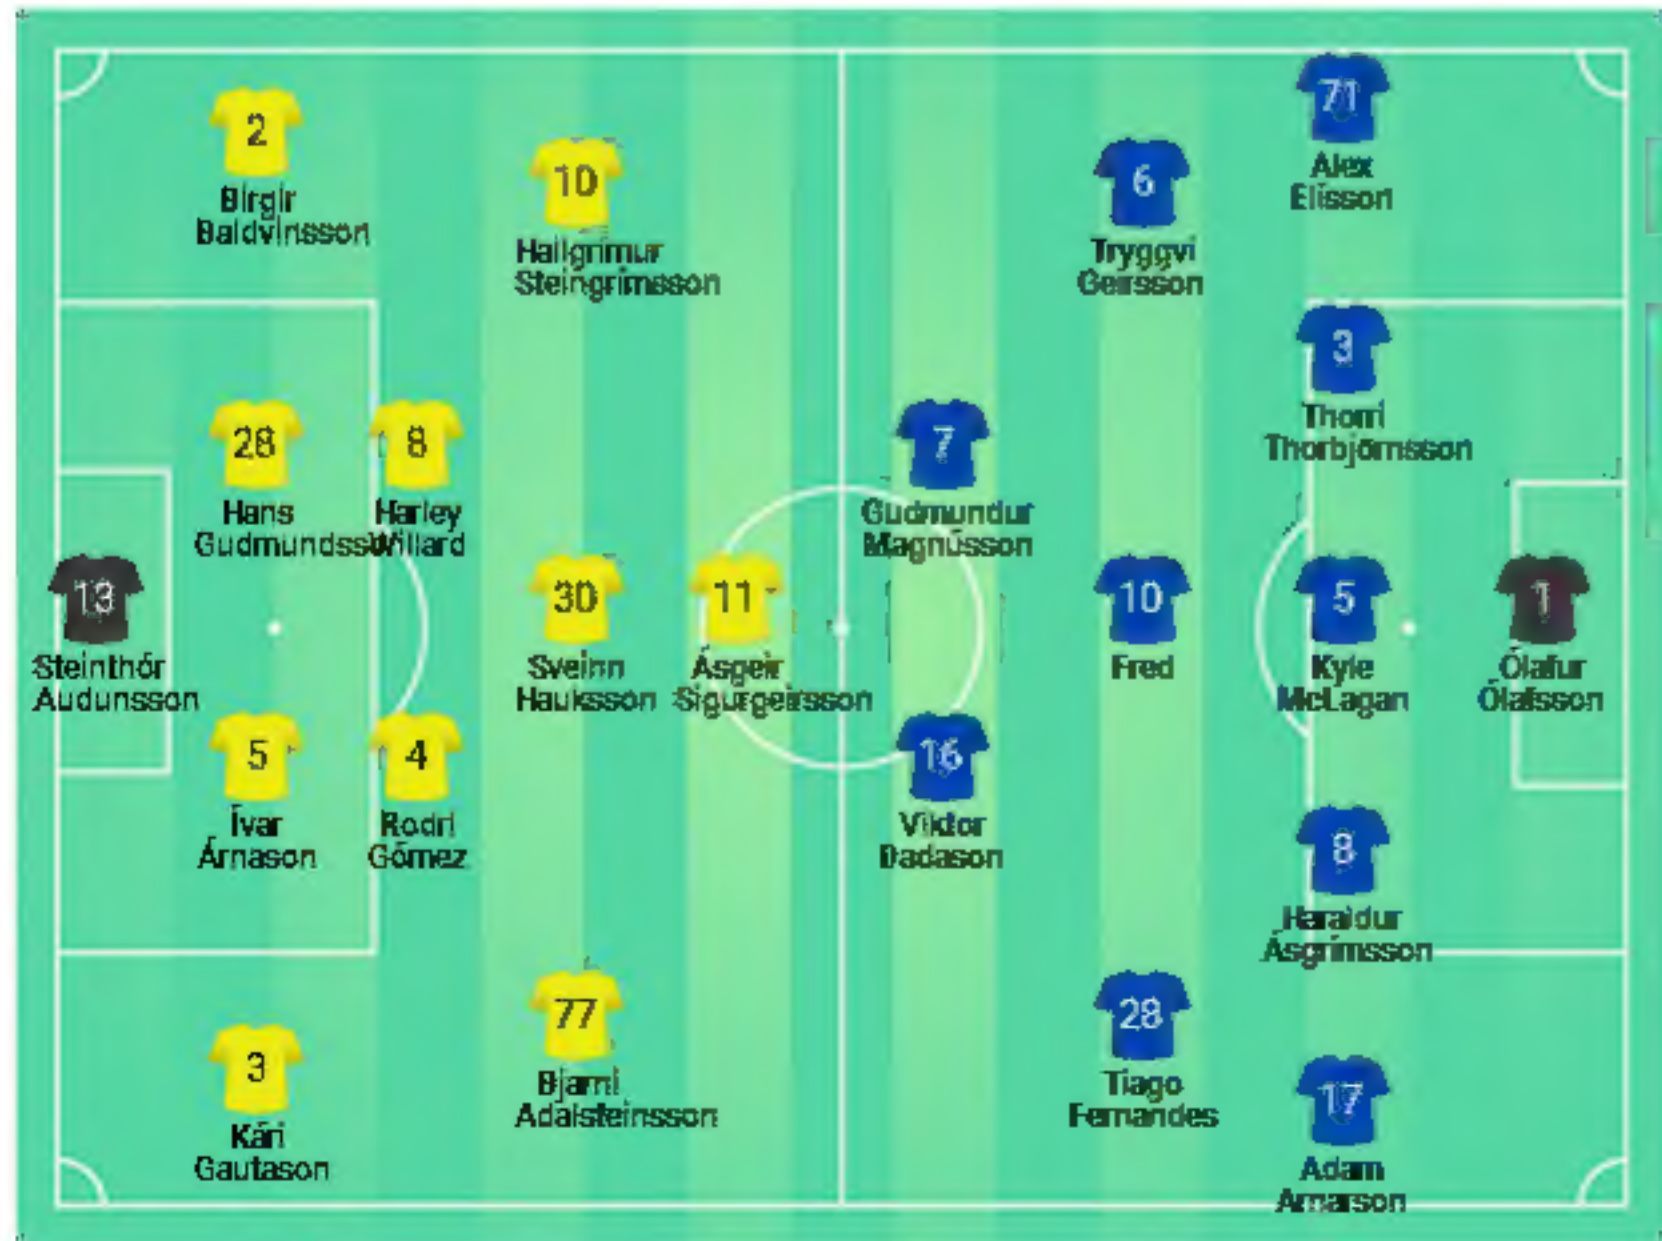 2
Birgir
Baldvinsson
10
Hallgrímur
Steingrímsson
28
Hans
Gudmundss
8
Harley
Willard
13
Steinthór
Audunsson
30
Sveinn
Hauksson
11
Ásgeir
Sigurgeirsson
5
Ívar
Árnason
4
Rodri
Gómez
77
Bjarni
Adalsteinsson
3
Kári
Gautason
71
Alex
Elísson
6
Tryggvi
Geirsson
3
Thorri
Thorbjörnsson
7
Gudmundur
Magnússon
10
Fred
5
Kyle
McLagan
1
Ólafur
Ólafsson
16
Viktor
Dadason
8
Haraldur
Ásgrímsson
28
Tiago
Fernandes
17
Adam
Arnarson